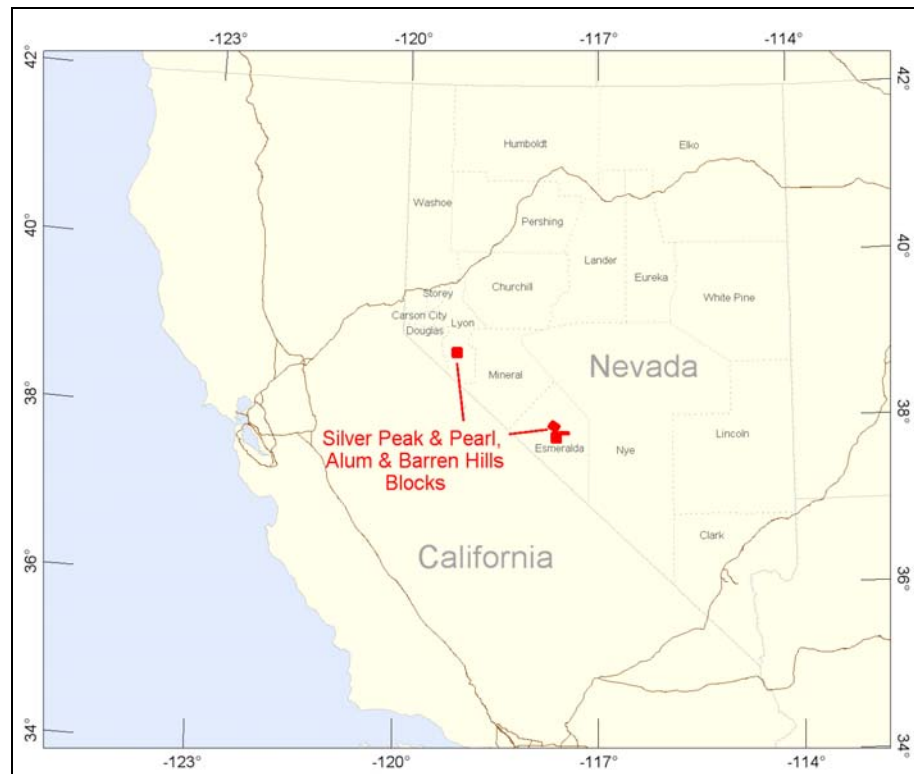 -123° -120° -117° -114°
42° 42°
Humboldt Elko
Washoe
Pershing
40° 40°
Lander
Eureka
Churchill
White Pine
Storey
Carson City Lyon
Douglas
Nevada
Mineral
38° 38°
Silver Peak & Pearl,
Alum & Barren Hills
Blocks
Lincoln
Esmeralda Nye
Clark
California
36° 36°
34° 34°
-123° -120° -117° -114°